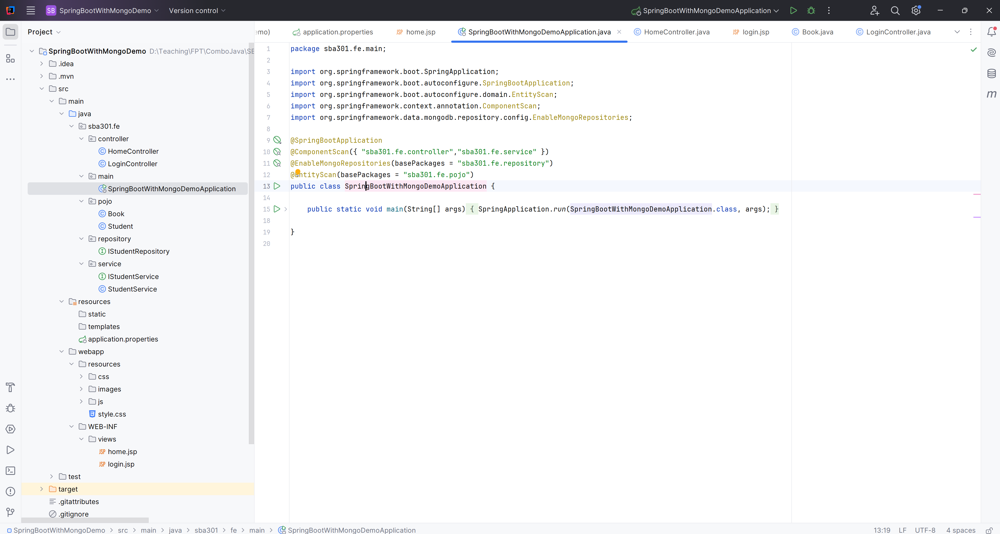 SB SpringBootWithMongoDemo Version control SpringBootWithMongoDemoApplication
Project
emo) application.properties JSP home.jsp SpringBootWithMongoDemoApplication.java HomeController.java JSP login.jsp Book.java LoginController.java
SpringBootWithMongoDemo D:\Teaching\FPT\ComboJava\SE
.idea
.mvn
src
main
java
sba301.fe
controller
HomeController
LoginController
main
SpringBootWithMongoDemoApplication
pojo
Book
Student
repository
IStudentRepository
service
IStudentService
StudentService
resources
static
templates
application.properties
webapp
resources
css
images
js
style.css
WEB-INF
views
JSP home.jsp
JSP login.jsp
test
target
.gitattributes
.gitignore
1 package sba301.fe.main;
2
3 import org.springframework.boot.SpringApplication;
4 import org.springframework.boot.autoconfigure.SpringBootApplication;
5 import org.springframework.boot.autoconfigure.domain.EntityScan;
6 import org.springframework.context.annotation.ComponentScan;
7 import org.springframework.data.mongodb.repository.config.EnableMongoRepositories;
8
9 @SpringBootApplication
10 @ComponentScan({ "sba301.fe.controller","sba301.fe.service" })
11 @EnableMongoRepositories(basePackages = "sba301.fe.repository")
12 @EntityScan(basePackages = "sba301.fe.pojo")
13 public class SpringBootWithMongoDemoApplication {
14
15 public static void main(String[] args) { SpringApplication.run(SpringBootWithMongoDemoApplication.class, args); }
18
19 }
20
SpringBootWithMongoDemo > src > main > java > sba301 > fe > main > SpringBootWithMongoDemoApplication 13:19 LF UTF-8 4 spaces